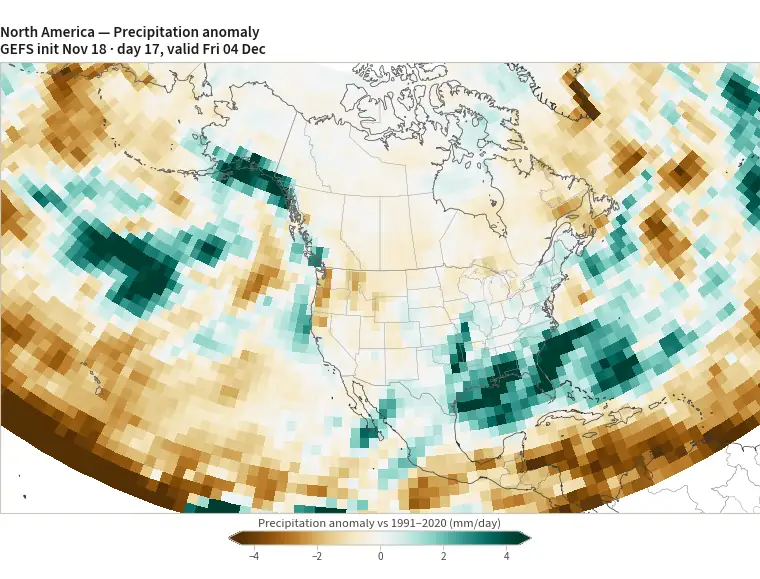 North America — Precipitation anomaly
GEFS init Nov 18 · day 17, valid Fri 04 Dec
Precipitation anomaly vs 1991–2020 (mm/day)
−4 −2 0 2 4